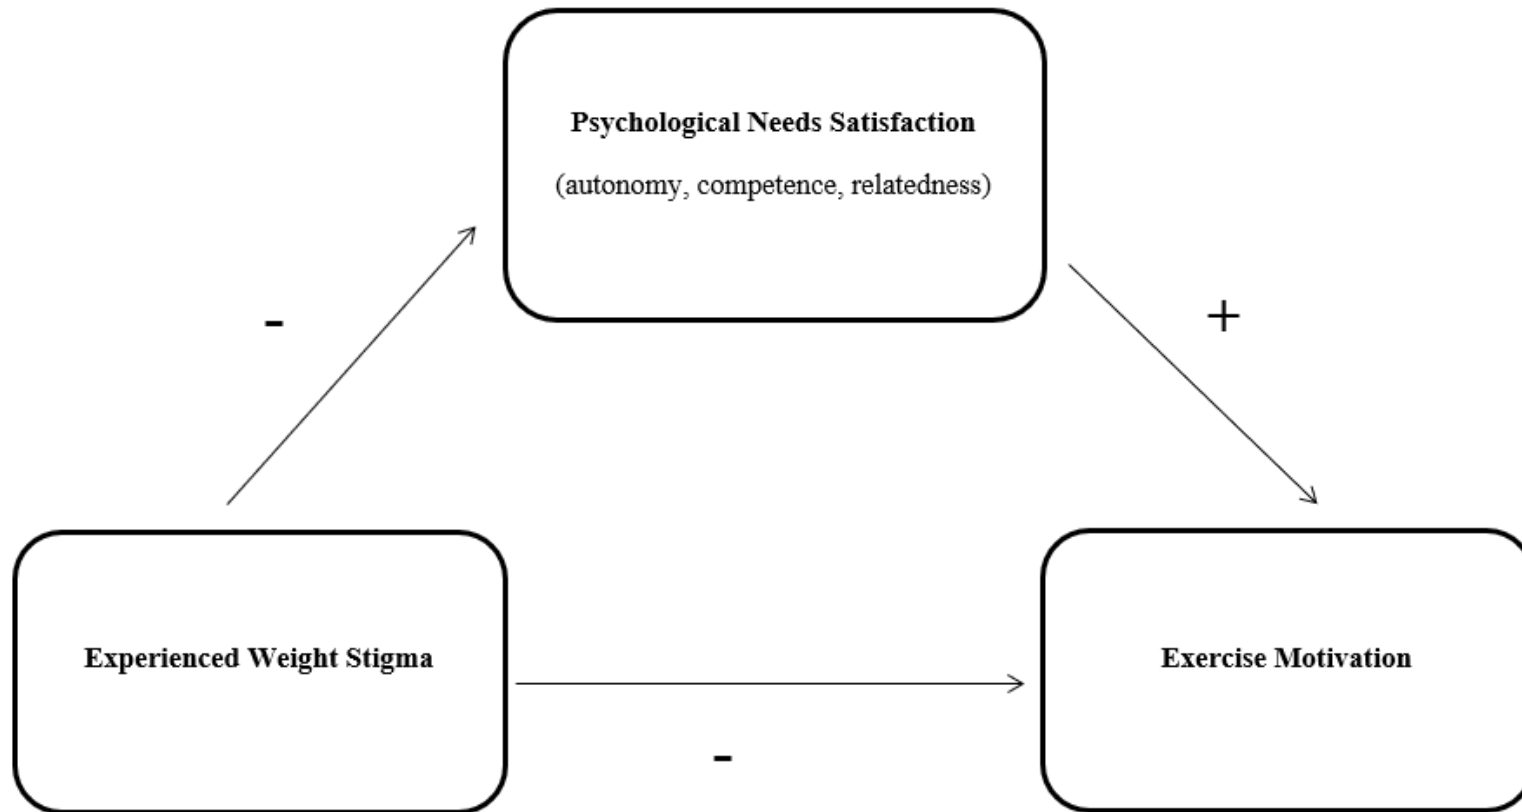 Psychological Needs Satisfaction
(autonomy, competence, relatedness)
-
+
Experienced Weight Stigma
Exercise Motivation
-